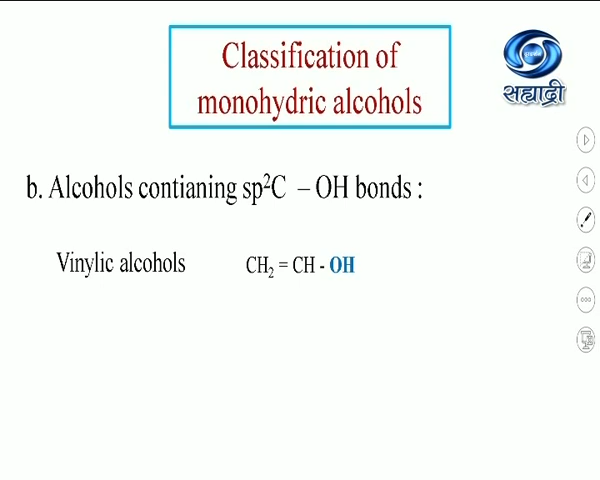 Classification of
monohydric alcohols
सह्याद्री
b. Alcohols contianing sp²C – OH bonds :
Vinylic alcohols CH₂ = CH - OH